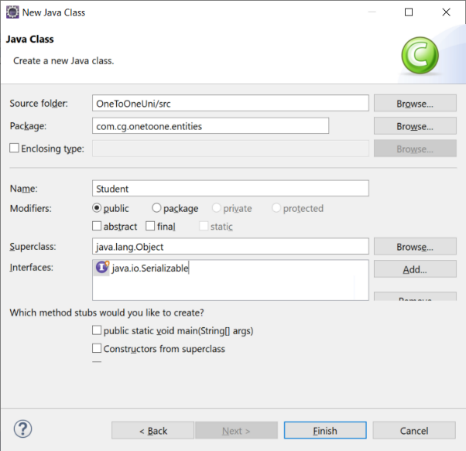 New Java Class
Java Class
Create a new Java class.
Source folder: OneToOneUni/src Browse...
Package: com.cg.onetoone.entities Browse...
Enclosing type: Browse...
Name: Student
Modifiers: public package private protected
abstract final static
Superclass: java.lang.Object Browse...
Interfaces: java.io.Serializable Add...
Remove
Which method stubs would you like to create?
public static void main(String[] args)
Constructors from superclass
? < Back Next > Finish Cancel